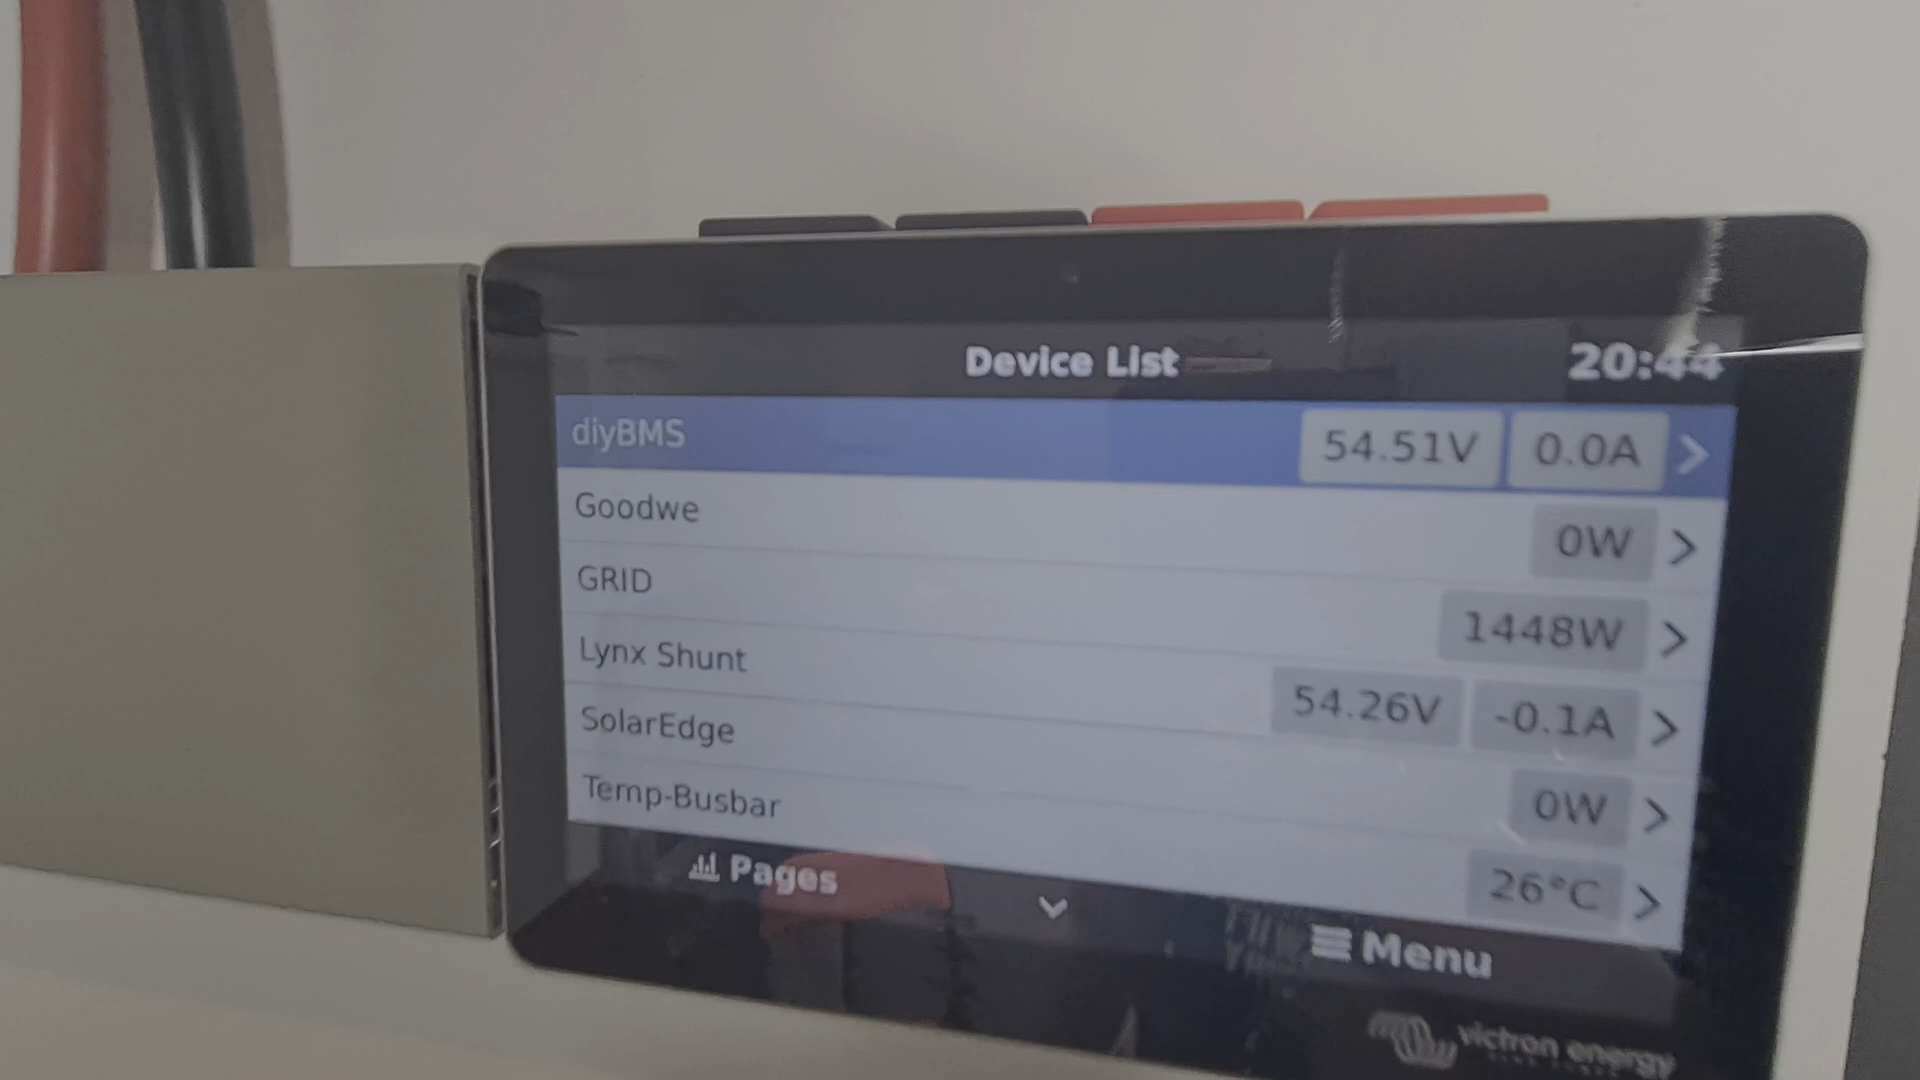 Device List 20:44
diyBMS 54.51V 0.0A
Goodwe 0W
GRID 1448W
Lynx Shunt 54.26V -0.1A
SolarEdge 0W
Temp-Busbar 26°C
Pages Menu
victron energy